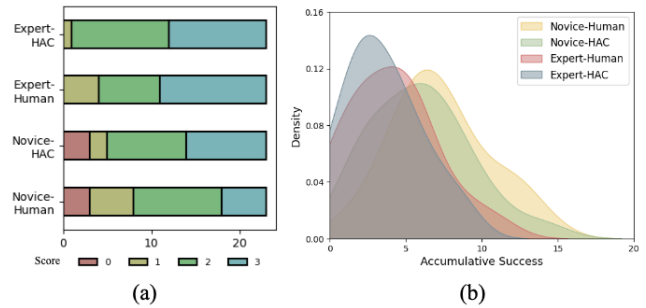 Expert-
HAC
Expert-
Human
Novice-
HAC
Novice-
Human
0 10 20
Score 0 1 2 3
(a)
0.16
0.12
0.08
0.04
0.00
Density
Novice-Human
Novice-HAC
Expert-Human
Expert-HAC
0 5 10 15 20
Accumulative Success
(b)